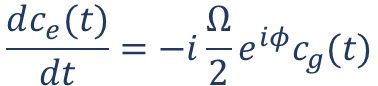 dc_e(t)/dt = −i Ω/2 e^{iϕ} c_g(t)